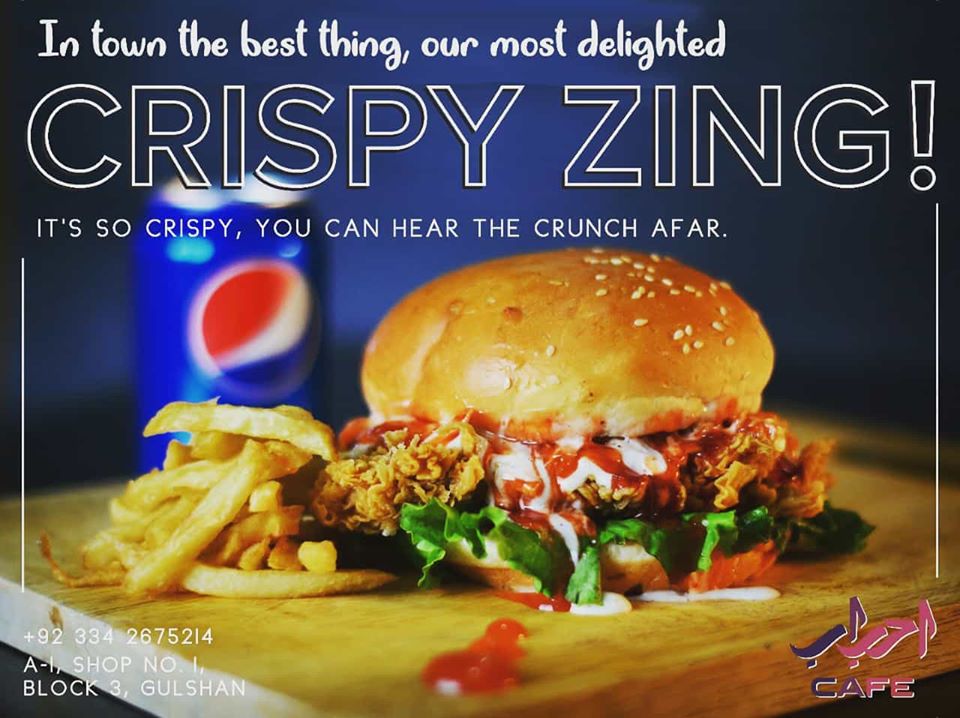 In town the best thing, our most delighted
CRISPY ZING!
IT'S SO CRISPY, YOU CAN HEAR THE CRUNCH AFAR.
+92 334 2675214
A-1, SHOP NO. 1,
BLOCK 3, GULSHAN
احباب
CAFE